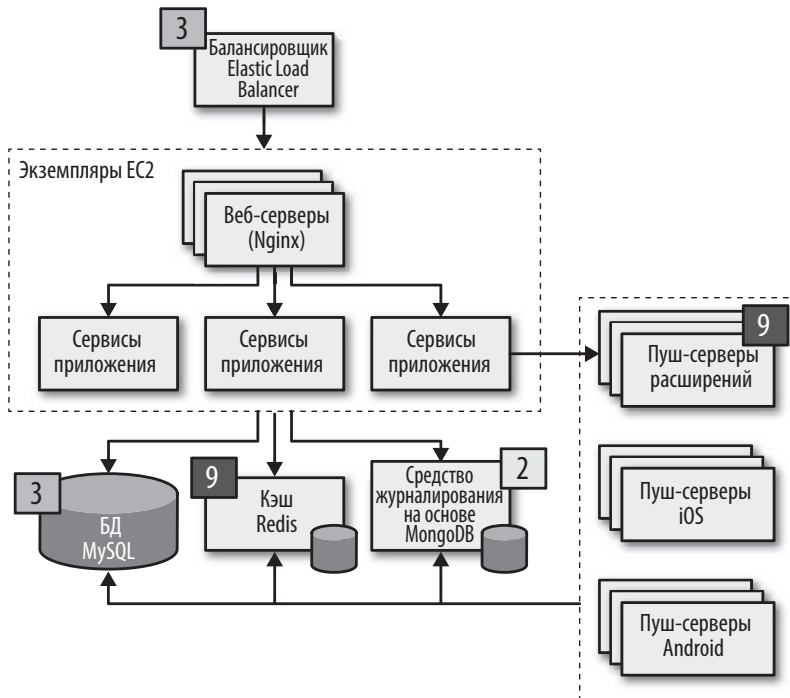 3
Балансировщик
Elastic Load
Balancer
Экземпляры EC2
Веб-серверы
(Nginx)
Сервисы
приложения
Сервисы
приложения
Сервисы
приложения
9
Пуш-серверы
расширений
3
БД
MySQL
9
Кэш
Redis
2
Средство
журналирования
на основе
MongoDB
Пуш-серверы
iOS
Пуш-серверы
Android